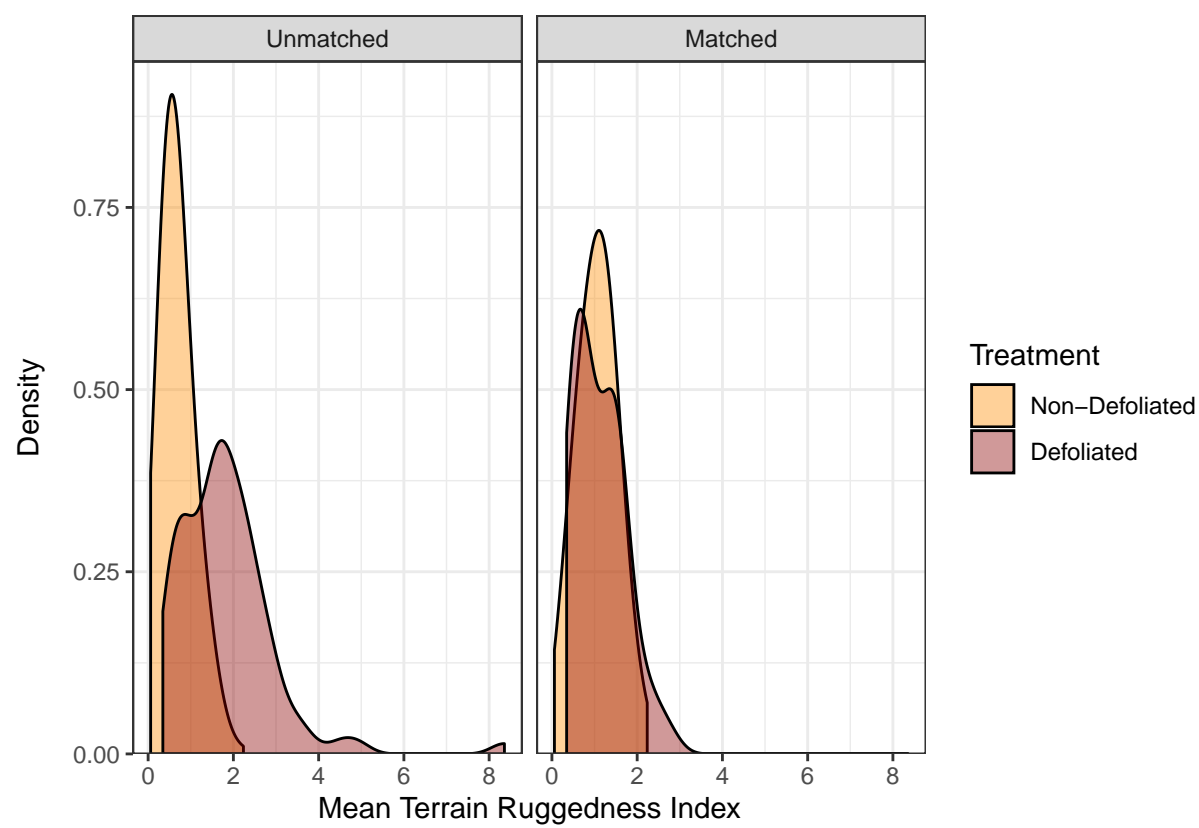 Unmatched
Matched
Density
0.75
0.50
0.25
0.00
0 2 4 6 8
0 2 4 6 8
Mean Terrain Ruggedness Index
Treatment
Non−Defoliated
Defoliated